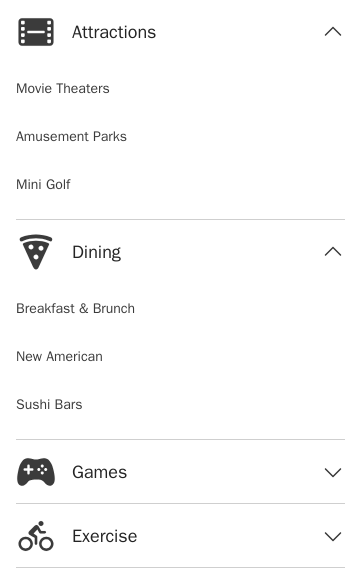 Attractions
Movie Theaters
Amusement Parks
Mini Golf
Dining
Breakfast & Brunch
New American
Sushi Bars
Games
Exercise